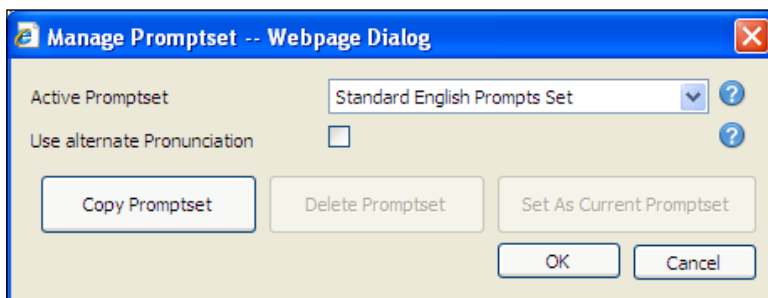 Manage Promptset -- Webpage Dialog
Active Promptset Standard English Prompts Set ?
Use alternate Pronunciation ?
Copy Promptset Delete Promptset Set As Current Promptset
OK Cancel